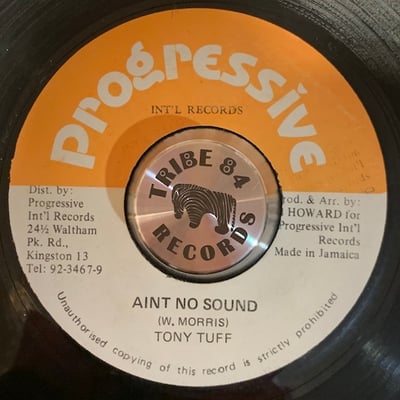 Progressive
INT'L RECORDS
Dist. by:
Progressive
Int'l Records
24½ Waltham
Pk. Rd.,
Kingston 13
Tel: 92-3467-9
TRIBE 84
RECORDS
rod. & Arr. by:
HOWARD for
Progressive Int'l
Records
Made in Jamaica
AINT NO SOUND
(W. MORRIS)
TONY TUFF
Unauthorised copying of this record is strictly prohibited